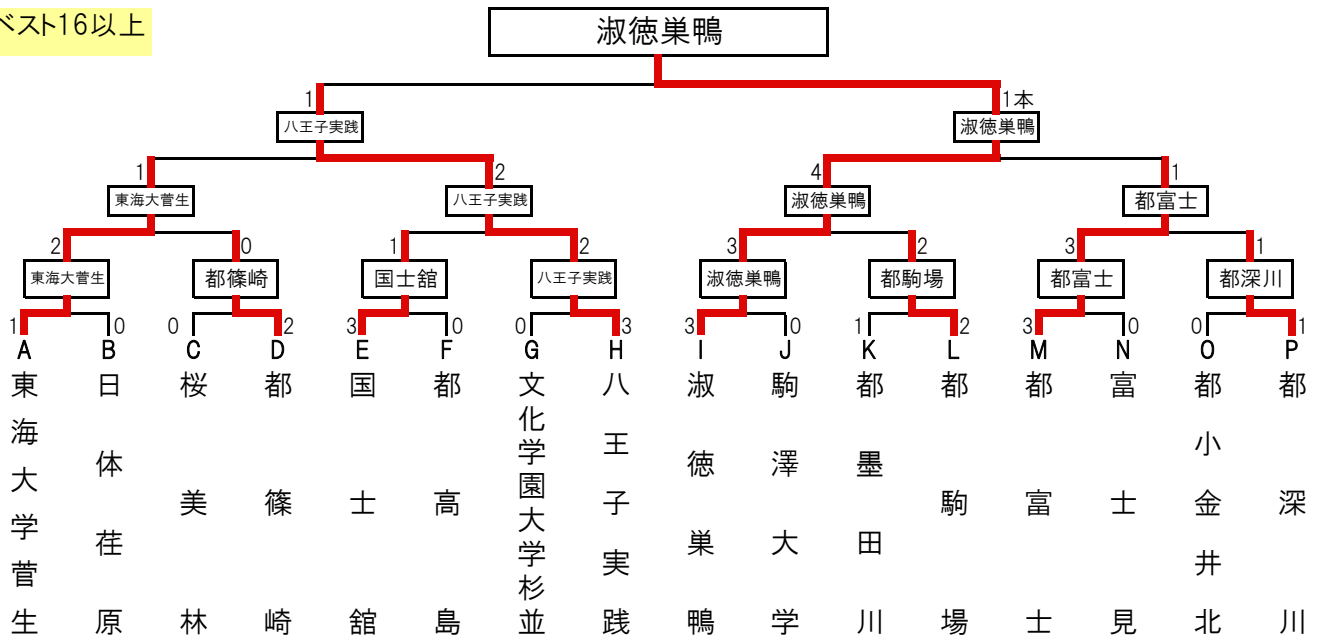 ベスト16以上
淑徳巣鴨
1 1本
八王子実践 淑徳巣鴨
1 2 4 1
東海大菅生 八王子実践 淑徳巣鴨 都富士
2 0 1 2 3 2 3 1
東海大菅生 都篠崎 国士舘 八王子実践 淑徳巣鴨 都駒場 都富士 都深川
1 0 0 2 3 0 0 3 3 0 1 2 3 0 0 1
A B C D E F G H I J K L M N O P
東海大学菅生
日体荏原
桜美林
都篠崎
国士舘
都高島
文化学園大学杉並
八王子実践
淑徳巣鴨
駒澤大学
都墨田川
都駒場
都富士
富士見
都小金井北
都深川